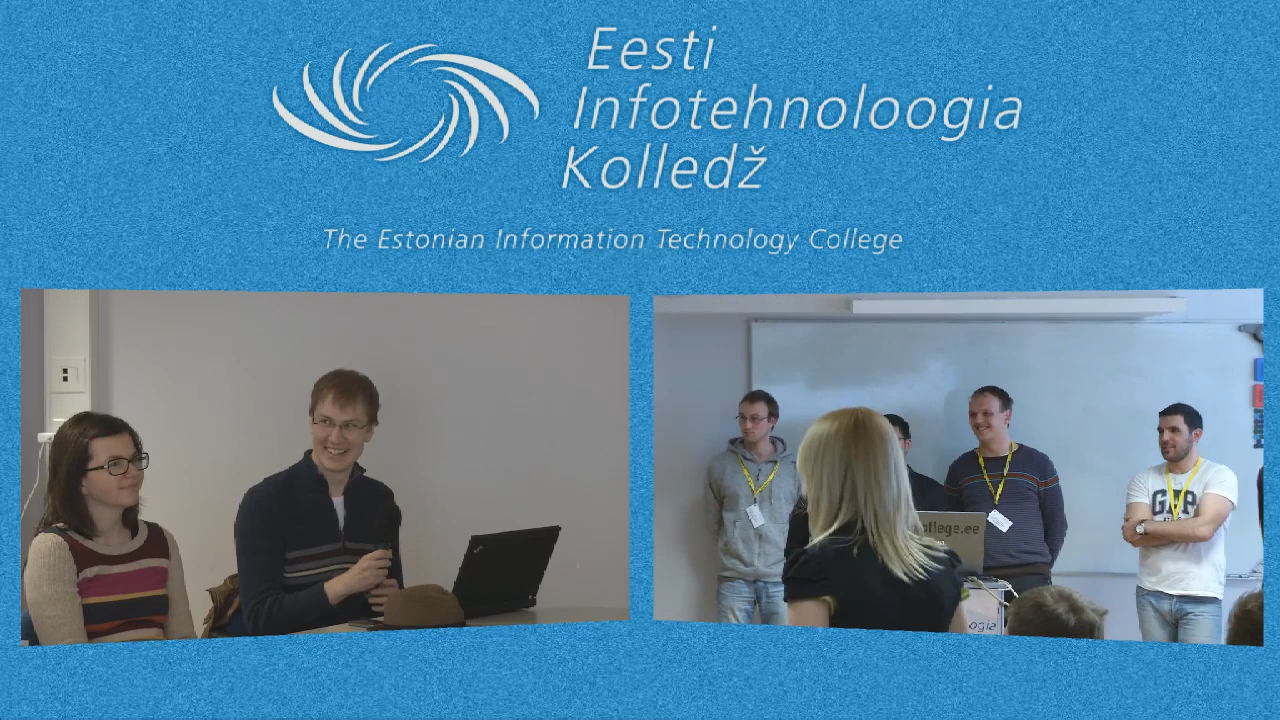 Eesti
Infotehnoloogia
Kolledž
The Estonian Information Technology College
ollege.ee
GAP
ogia